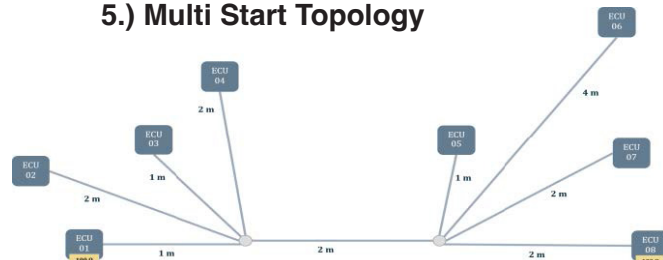 5.) Multi Start Topology
ECU
06
ECU
04
2 m
4 m
ECU
03
ECU
05
ECU
07
ECU
02
1 m
1 m
2 m
2 m
ECU
01
1 m
2 m
2 m
ECU
08